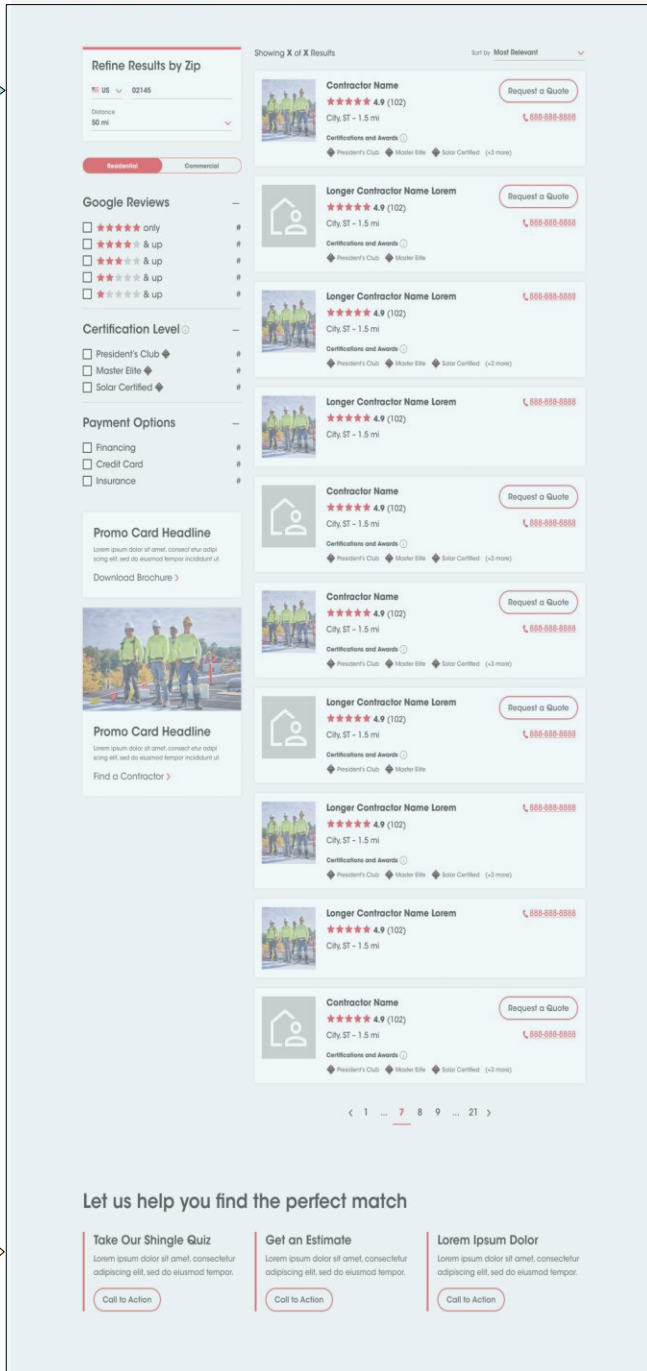 Refine Results by Zip
US 02145
Distance
50 mi
Residential Commercial
Google Reviews –
only #
& up #
& up #
& up #
& up #
Certification Level –
President's Club #
Master Elite #
Solar Certified #
Payment Options –
Financing #
Credit Card #
Insurance #
Promo Card Headline
Lorem ipsum dolor sit amet, consect etur adipi
scing elit, sed do eiusmod tempor incididunt ut
Download Brochure >
Promo Card Headline
Lorem ipsum dolor sit amet, consect etur adipi
scing elit, sed do eiusmod tempor incididunt ut
Find a Contractor >
Showing X of X Results
Sort by Most Relevant
Contractor Name
Request a Quote
4.9 (102)
City, ST – 1.5 mi
888-888-8888
Certifications and Awards
President's Club Master Elite Solar Certified (+3 more)
Longer Contractor Name Lorem
Request a Quote
4.9 (102)
City, ST – 1.5 mi
888-888-8888
Certifications and Awards
President's Club Master Elite
Longer Contractor Name Lorem
888-888-8888
4.9 (102)
City, ST – 1.5 mi
Certifications and Awards
President's Club Master Elite Solar Certified (+3 more)
Longer Contractor Name Lorem
888-888-8888
4.9 (102)
City, ST – 1.5 mi
Contractor Name
Request a Quote
4.9 (102)
City, ST – 1.5 mi
888-888-8888
Certifications and Awards
President's Club Master Elite Solar Certified (+3 more)
Contractor Name
Request a Quote
4.9 (102)
City, ST – 1.5 mi
888-888-8888
Certifications and Awards
President's Club Master Elite Solar Certified (+3 more)
Longer Contractor Name Lorem
Request a Quote
4.9 (102)
City, ST – 1.5 mi
888-888-8888
Certifications and Awards
President's Club Master Elite
Longer Contractor Name Lorem
888-888-8888
4.9 (102)
City, ST – 1.5 mi
Certifications and Awards
President's Club Master Elite Solar Certified (+3 more)
Longer Contractor Name Lorem
888-888-8888
4.9 (102)
City, ST – 1.5 mi
Contractor Name
Request a Quote
4.9 (102)
City, ST – 1.5 mi
888-888-8888
Certifications and Awards
President's Club Master Elite Solar Certified (+3 more)
< 1 ... 7 8 9 ... 21 >
Let us help you find the perfect match
Take Our Shingle Quiz
Lorem ipsum dolor sit amet, consectetur
adipiscing elit, sed do eiusmod tempor.
Call to Action
Get an Estimate
Lorem ipsum dolor sit amet, consectetur
adipiscing elit, sed do eiusmod tempor.
Call to Action
Lorem Ipsum Dolor
Lorem ipsum dolor sit amet, consectetur
adipiscing elit, sed do eiusmod tempor.
Call to Action